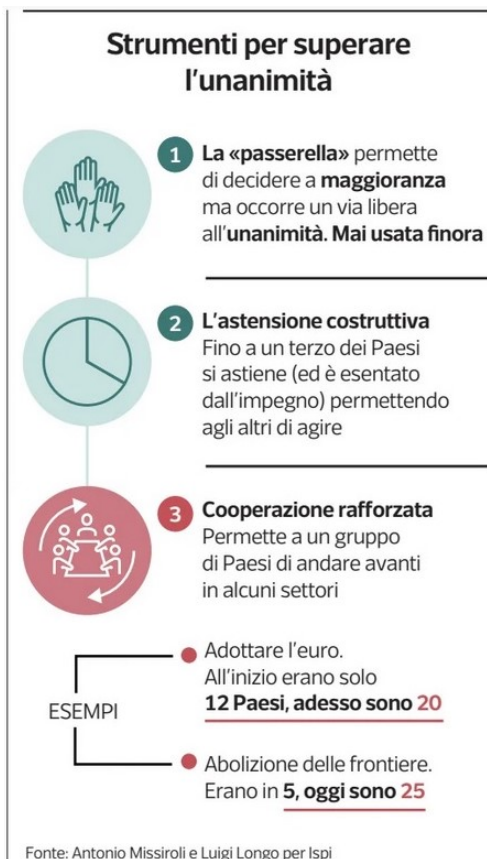 Strumenti per superare
l'unanimità
1 La «passerella» permette
di decidere a maggioranza
ma occorre un via libera
all'unanimità. Mai usata finora
2 L'astensione costruttiva
Fino a un terzo dei Paesi
si astiene (ed è esentato
dall'impegno) permettendo
agli altri di agire
3 Cooperazione rafforzata
Permette a un gruppo
di Paesi di andare avanti
in alcuni settori
ESEMPI
Adottare l'euro.
All'inizio erano solo
12 Paesi, adesso sono 20
Abolizione delle frontiere.
Erano in 5, oggi sono 25
Fonte: Antonio Missiroli e Luigi Longo per Ispi